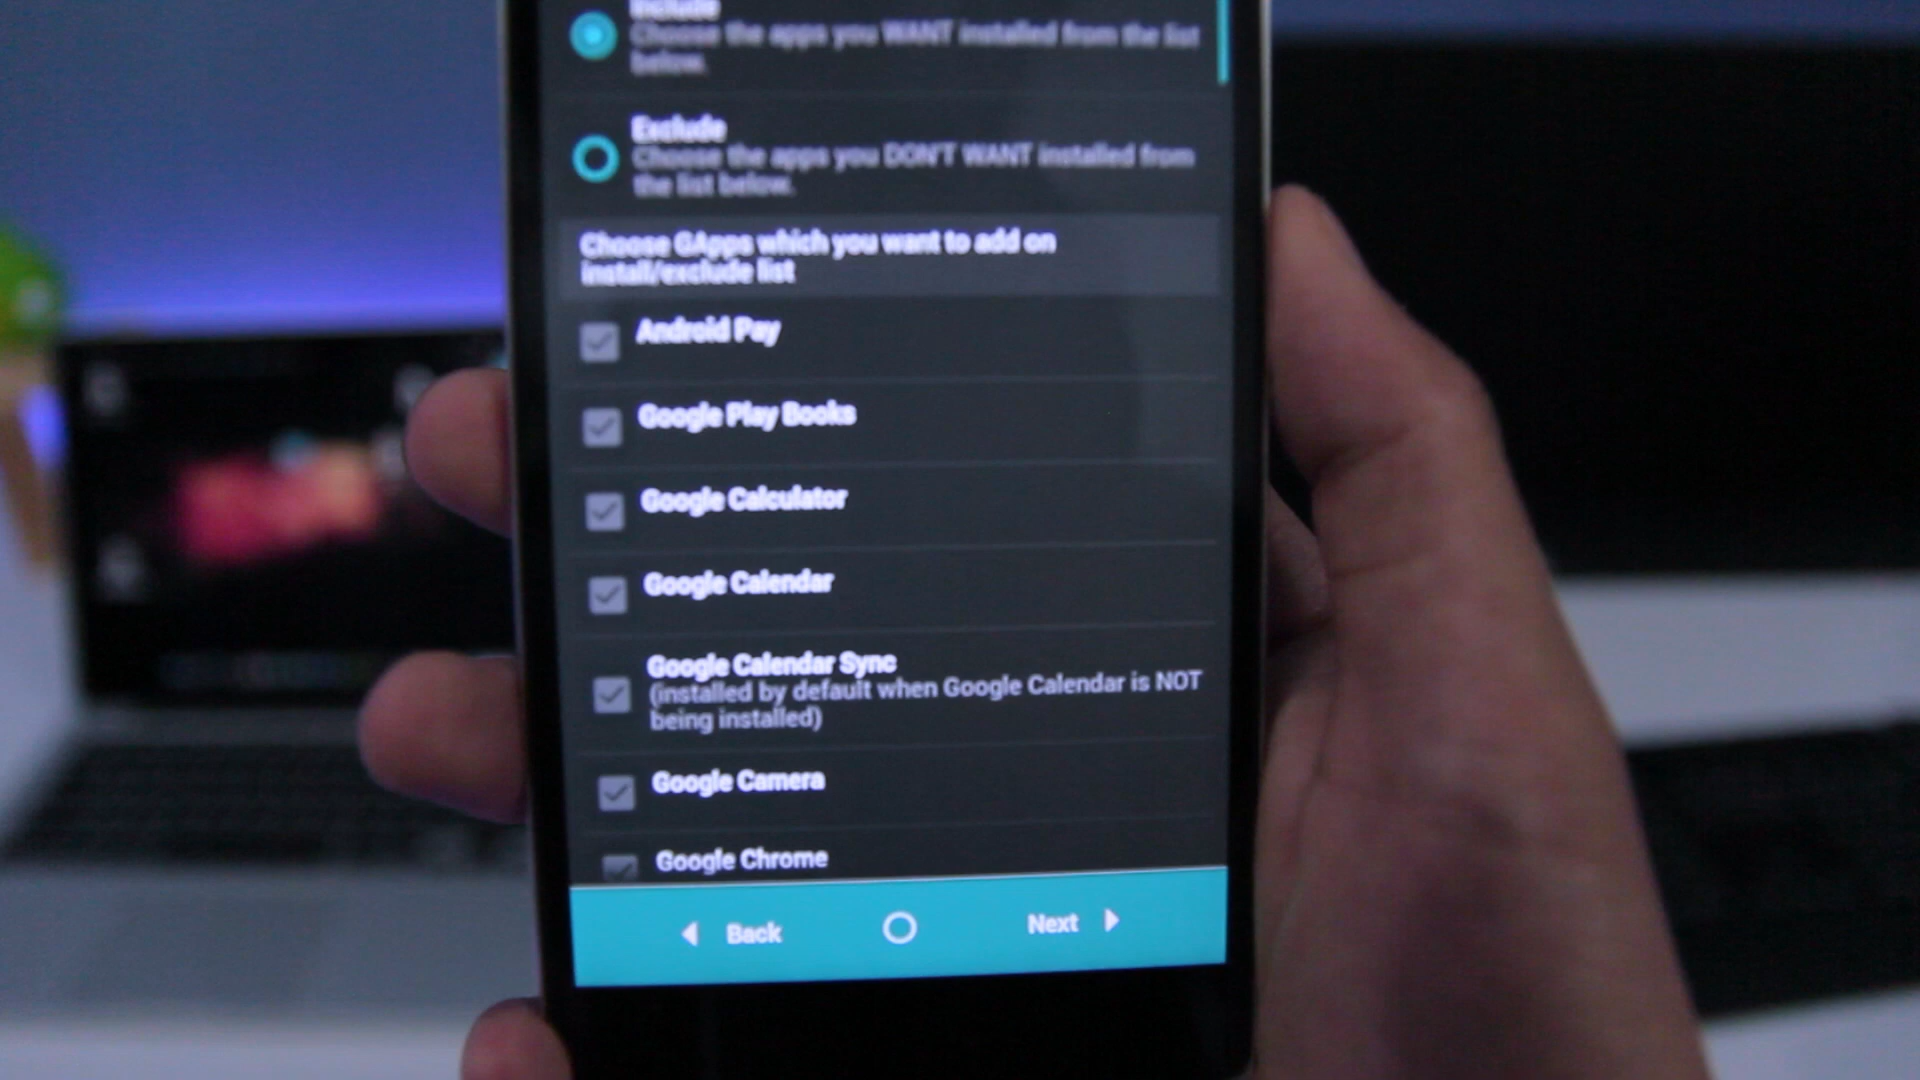 Include
Choose the apps you WANT installed from the list
below.
Exclude
Choose the apps you DON'T WANT installed from
the list below.
Choose GApps which you want to add on
install/exclude list
Android Pay
Google Play Books
Google Calculator
Google Calendar
Google Calendar Sync
(installed by default when Google Calendar is NOT
being installed)
Google Camera
Google Chrome
Back
Next